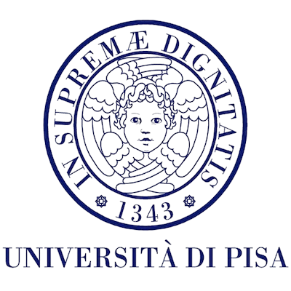 IN SUPREMÆ DIGNITATIS
1343
UNIVERSITÀ DI PISA